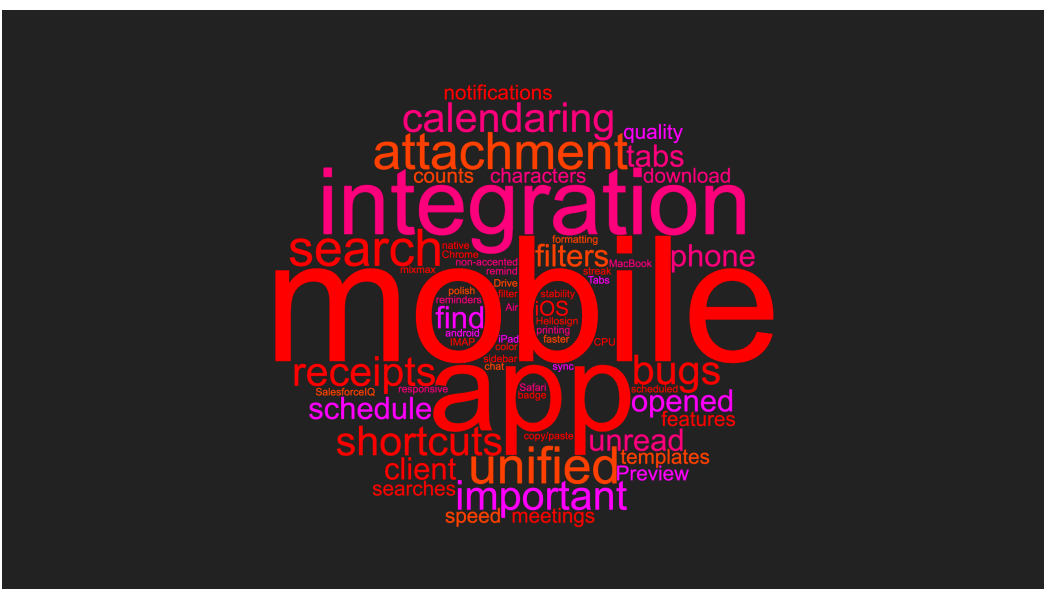 notifications
calendaring
quality
attachment
tabs
counts
characters
download
integration
search
native
Chrome
formatting
filters
phone
non-accented
MacBook
mixmax
remind
streak
mobile
Drive
Tabs
polish
filter
stability
reminders
Air
iOS
find
Hellosign
android
printing
IMAP
iPad
faster
CPU
color
sidebar
chat
sync
receipts
app
bugs
SalesforceIQ
responsive
Safari
scheduled
badge
schedule
opened
features
shortcuts
copy/paste
unread
client
unified
templates
Preview
searches
important
speed
meetings